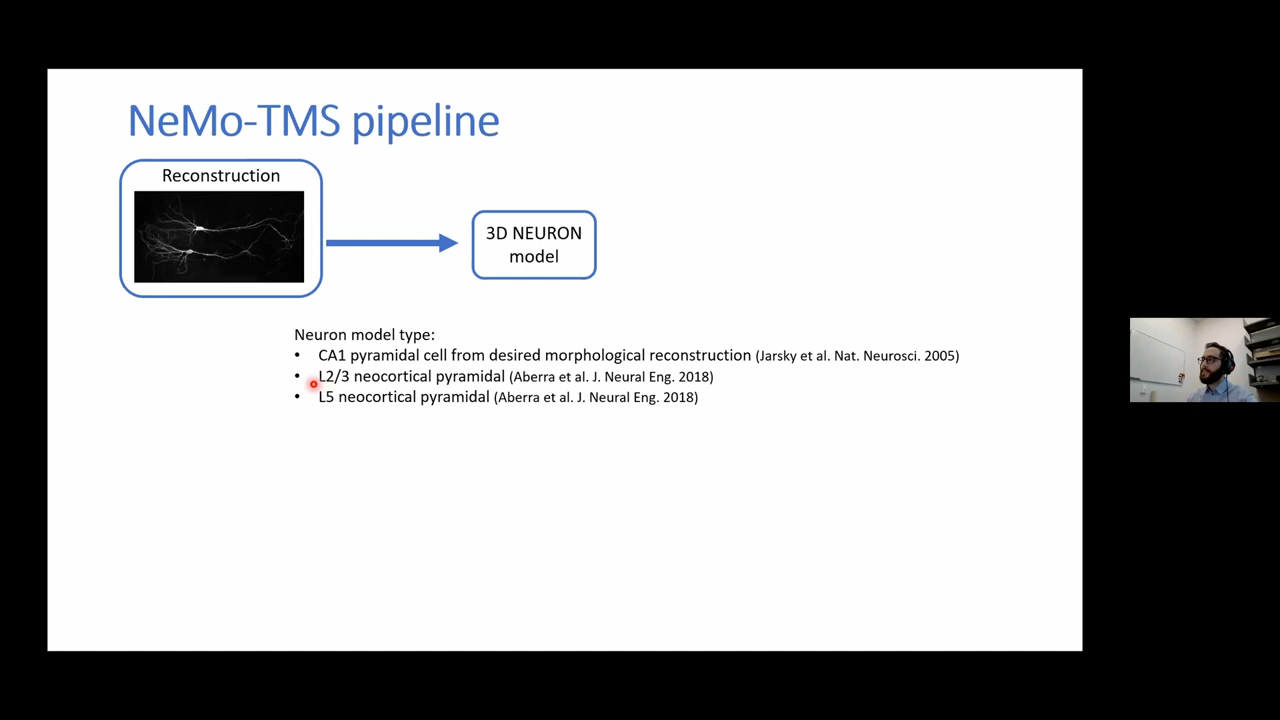 NeMo-TMS pipeline
Reconstruction
3D NEURON
model
Neuron model type:
• CA1 pyramidal cell from desired morphological reconstruction (Jarsky et al. Nat. Neurosci. 2005)
• L2/3 neocortical pyramidal (Aberra et al. J. Neural Eng. 2018)
• L5 neocortical pyramidal (Aberra et al. J. Neural Eng. 2018)